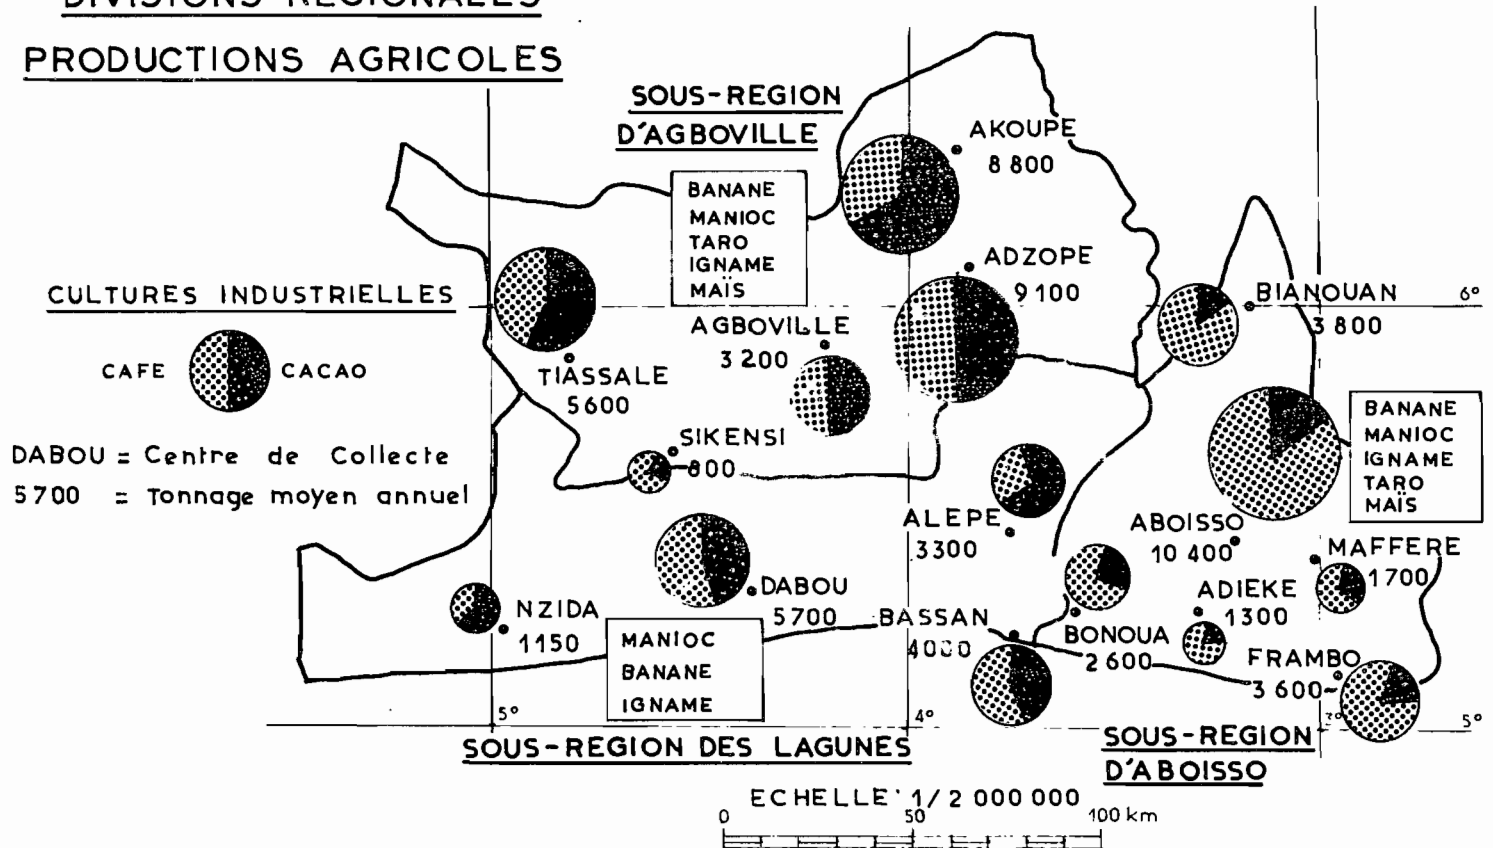 DIVISIONS REGIONALES
PRODUCTIONS AGRICOLES
SOUS-REGION
D'AGBOVILLE
BANANE
MANIOC
TARO
IGNAME
MAÏS
AKOUPE
8 800
ADZOPE
9 100
AGBOVILLE
3 200
TIASSALE
5600
SIKENSI
800
BIANOUAN
3 800
6°
CULTURES INDUSTRIELLES
CAFE
CACAO
DABOU = Centre de Collecte
5700 = Tonnage moyen annuel
BANANE
MANIOC
IGNAME
TARO
MAÏS
ALEPE
3300
ABOISSO
10 400
MAFFERE
1700
ADIEKE
1300
DABOU
5700
NZIDA
1150
BASSAN
4000
BONOUA
2 600
FRAMBO
3 600
MANIOC
BANANE
IGNAME
5°
4°
3°
5°
SOUS-REGION DES LAGUNES
SOUS-REGION
D'ABOISSO
ECHELLE 1/2 000 000
0 50 100 km